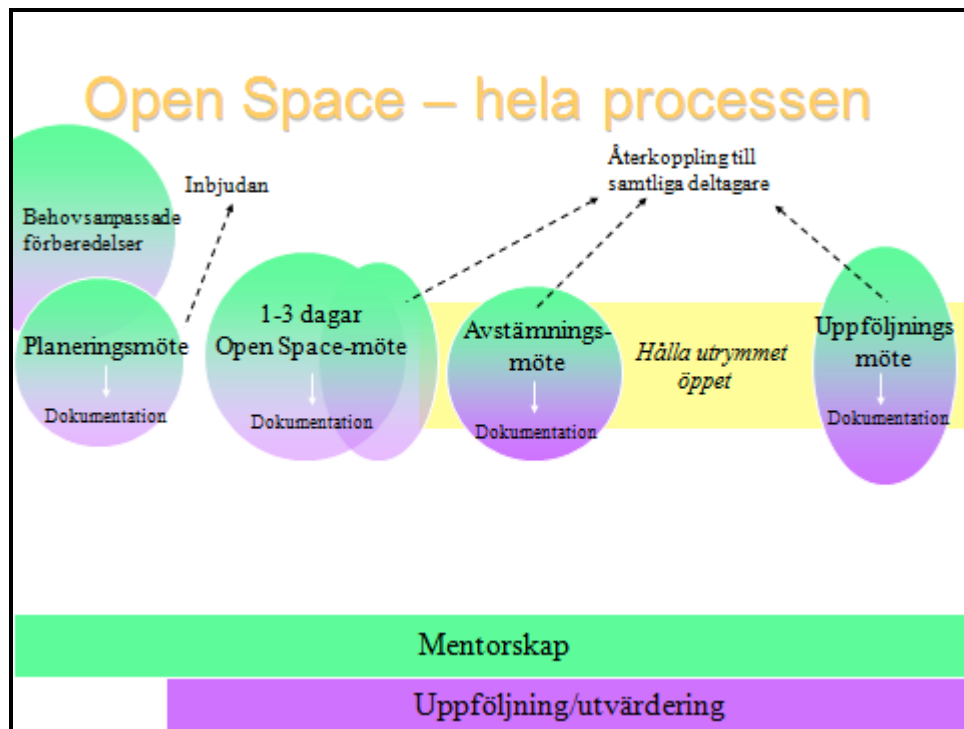 Open Space – hela processen
Behovsanpassade
förberedelser
Inbjudan
Återkoppling till
samtliga deltagare
Planeringsmöte
Dokumentation
1-3 dagar
Open Space-möte
Dokumentation
Avstämnings-
möte
Dokumentation
Hålla utrymmet
öppet
Uppföljnings
möte
Dokumentation
Mentorskap
Uppföljning/utvärdering